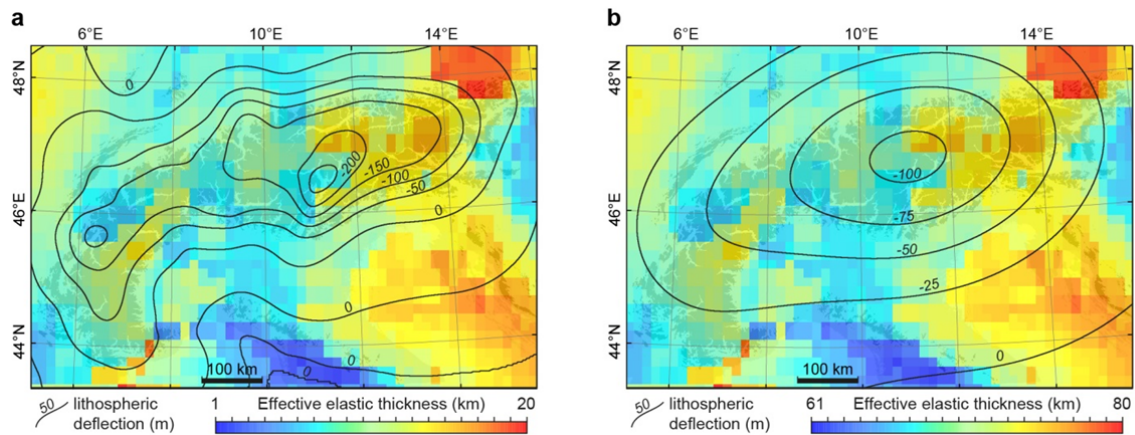 a
b
6°E
10°E
14°E
6°E
10°E
14°E
48°N
46°E
44°N
48°N
46°E
44°N
0
-200
-150
-100
-50
0
0
0
0
-100
-75
-50
-25
0
100 km
100 km
50
lithospheric
deflection (m)
1
Effective elastic thickness (km)
20
50
lithospheric
deflection (m)
61
Effective elastic thickness (km)
80